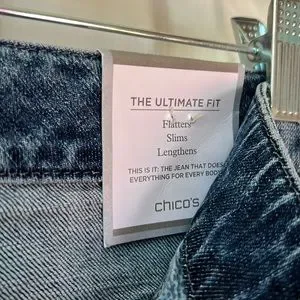 THE ULTIMATE FIT
Flatters
Slims
Lengthens
THIS IS IT: THE JEAN THAT DOES
EVERYTHING FOR EVERY BODY
chico's